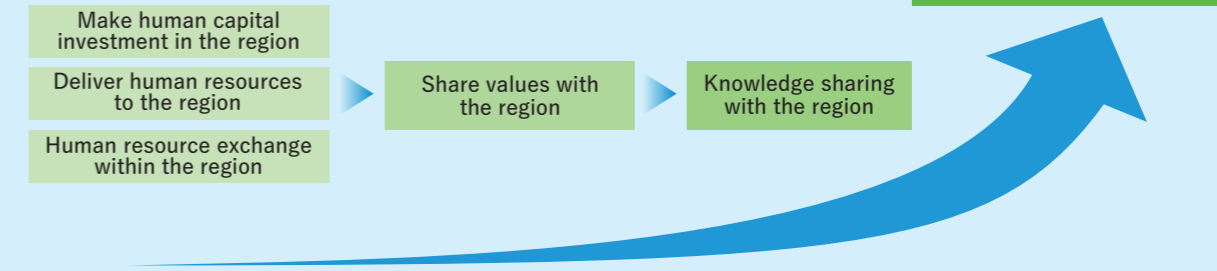 Make human capital
investment in the region
Deliver human resources
to the region
Human resource exchange
within the region
Share values with
the region
Knowledge sharing
with the region